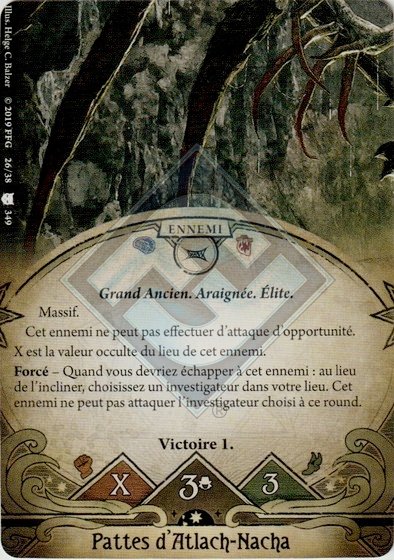 Illus. Helge C. Balzer
© 2019 FFG
26/38
349
ENNEMI
Grand Ancien. Araignée. Élite.
Massif.
Cet ennemi ne peut pas effectuer d'attaque d'opportunité.
X est la valeur occulte du lieu de cet ennemi.
Forcé – Quand vous devriez échapper à cet ennemi : au lieu
de l'incliner, choisissez un investigateur dans votre lieu. Cet
ennemi ne peut pas attaquer l'investigateur choisi à ce round.
Victoire 1.
X
3
3
Pattes d'Atlach-Nacha